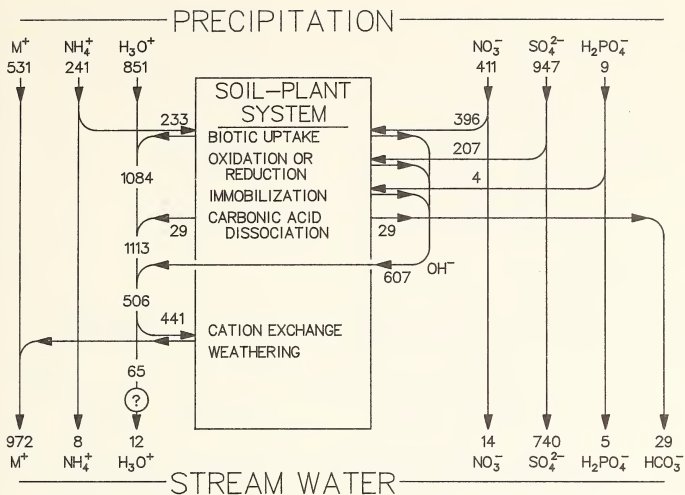 PRECIPITATION
M⁺ NH₄⁺ H₃O⁺ NO₃⁻ SO₄²⁻ H₂PO₄⁻
531 241 851 411 947 9
SOIL–PLANT
SYSTEM
233 396
BIOTIC UPTAKE
207
OXIDATION OR
REDUCTION
1084 4
IMMOBILIZATION
CARBONIC ACID
29 29
DISSOCIATION
1113
607 OH⁻
506
441
CATION EXCHANGE
WEATHERING
65
?
972 8 12 14 740 5 29
M⁺ NH₄⁺ H₃O⁺ NO₃⁻ SO₄²⁻ H₂PO₄⁻ HCO₃⁻
STREAM WATER